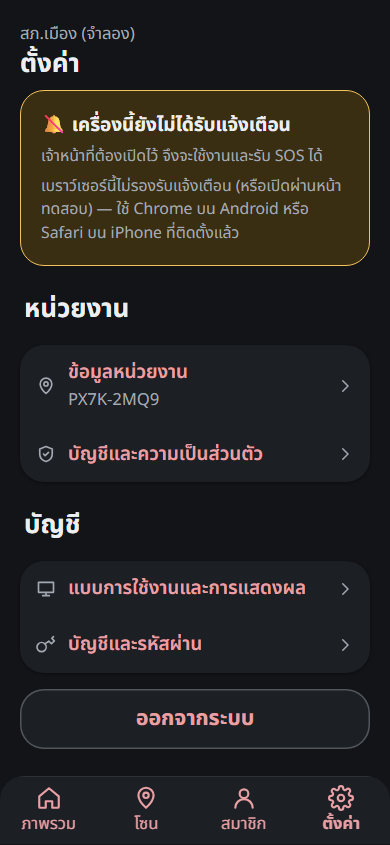 สภ.เมือง (จำลอง)
ตั้งค่า
เครื่องนี้ยังไม่ได้รับแจ้งเตือน
เจ้าหน้าที่ต้องเปิดไว้ จึงจะใช้งานและรับ SOS ได้
เบราว์เซอร์นี้ไม่รองรับแจ้งเตือน (หรือเปิดผ่านหน้า
ทดสอบ) — ใช้ Chrome บน Android หรือ
Safari บน iPhone ที่ติดตั้งแล้ว
หน่วยงาน
ข้อมูลหน่วยงาน
PX7K-2MQ9
บัญชีและความเป็นส่วนตัว
บัญชี
แบบการใช้งานและการแสดงผล
บัญชีและรหัสผ่าน
ออกจากระบบ
ภาพรวม
โซน
สมาชิก
ตั้งค่า